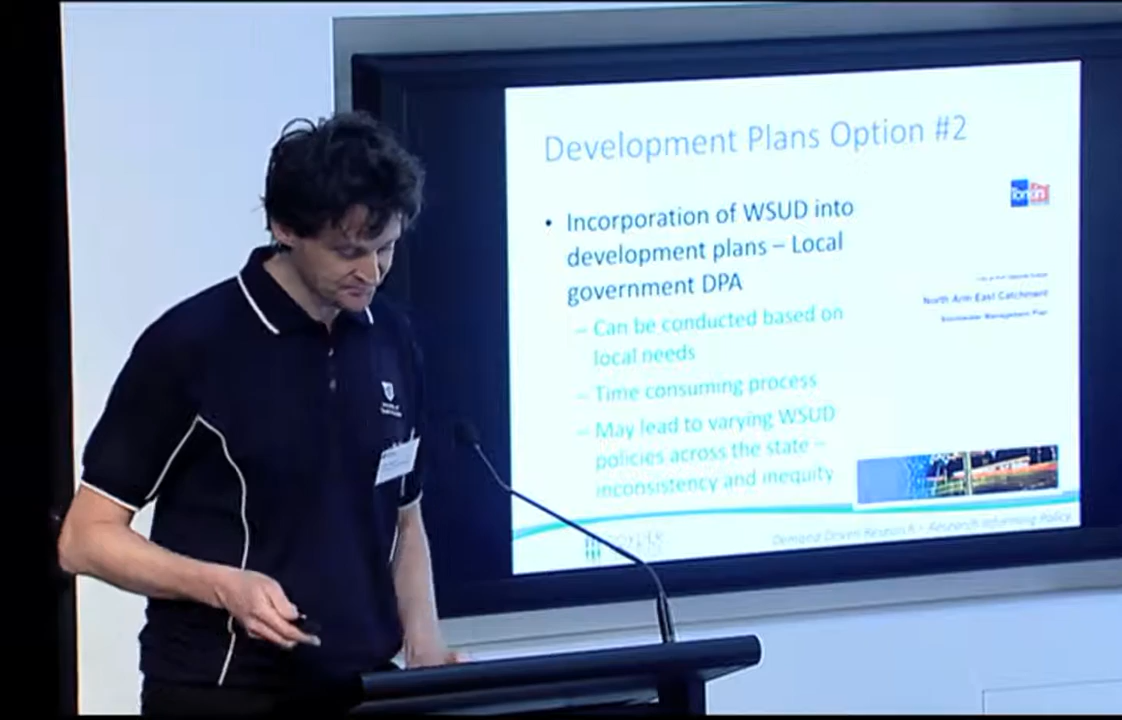 Development Plans Option #2
• Incorporation of WSUD into
development plans – Local
government DPA
– Can be conducted based on
local needs
– Time consuming process
– May lead to varying WSUD
policies across the state –
inconsistency and inequity
Tonkin
North Arm East Catchment
Stormwater Management Plan
Demand Driven Research – Research Informing Policy